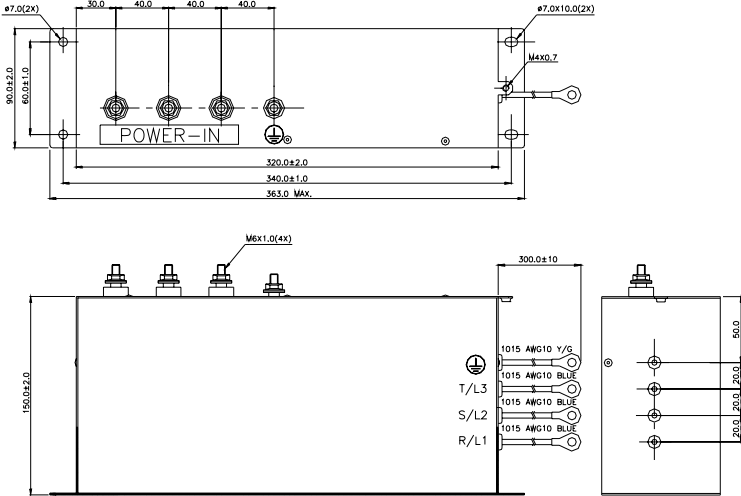 ø7.0(2X)
30.0
40.0
40.0
40.0
ø7.0X10.0(2X)
M4X0.7
90.0±2.0
60.0±1.0
POWER-IN
320.0±2.0
340.0±1.0
363.0 MAX.
M6X1.0(4X)
300.0±10
150.0±2.0
1015 AWG10 Y/G
1015 AWG10 BLUE
T/L3
1015 AWG10 BLUE
S/L2
1015 AWG10 BLUE
R/L1
50.0
20.0
20.0
20.0